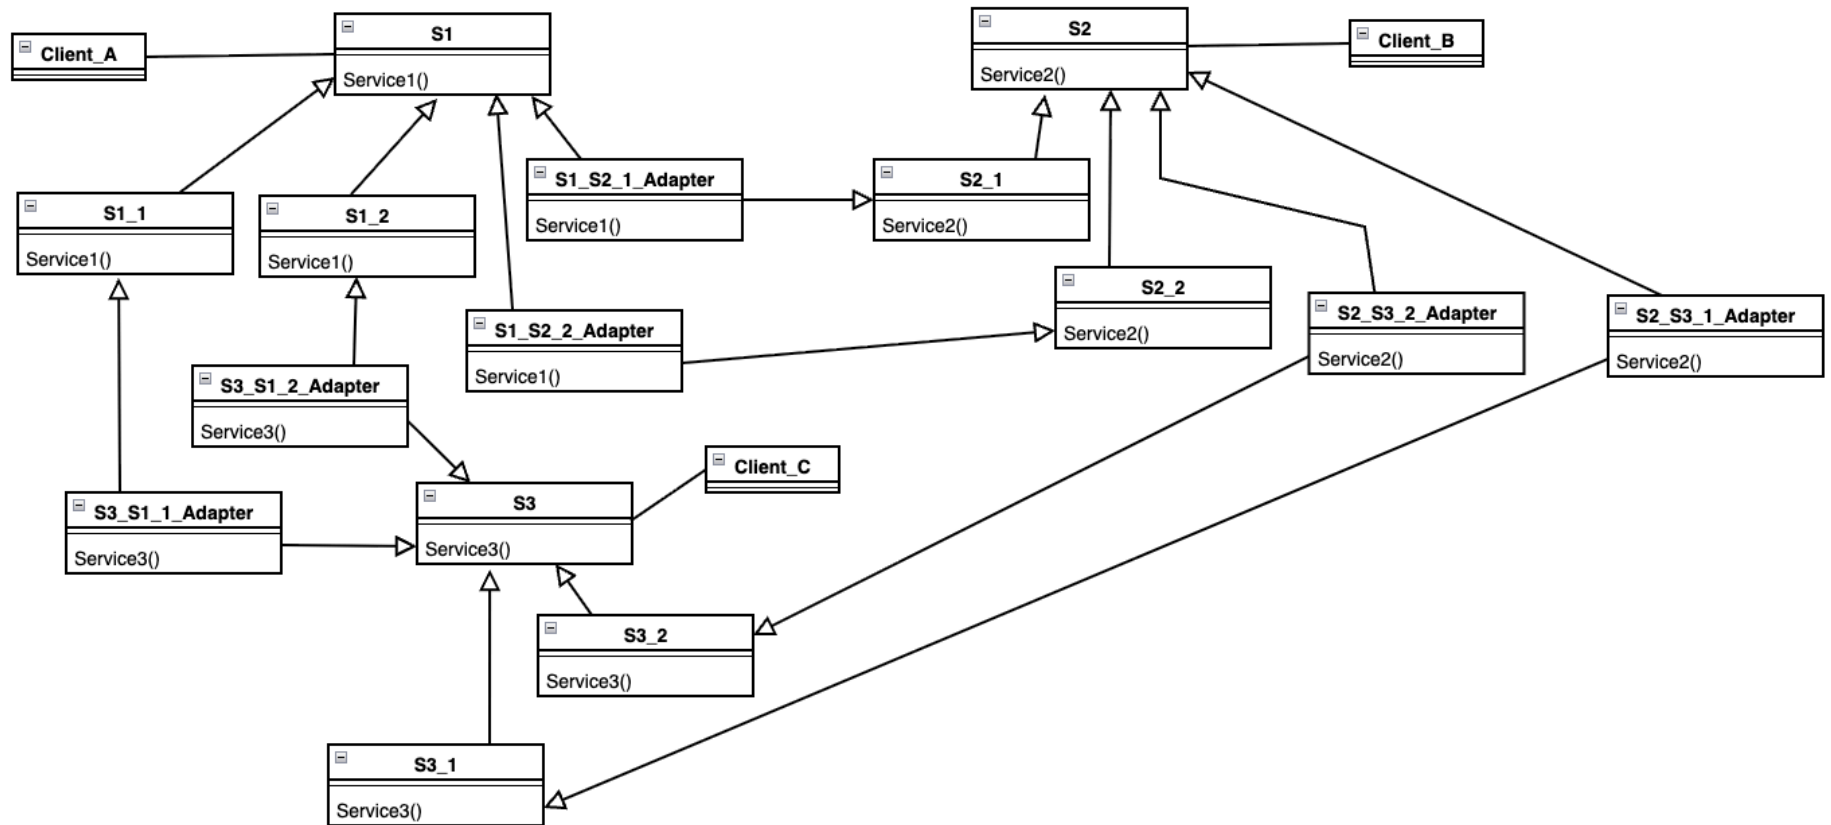 Client_A
S1
Service1()
S2
Service2()
Client_B
S1_1
Service1()
S1_2
Service1()
S1_S2_1_Adapter
Service1()
S2_1
Service2()
S1_S2_2_Adapter
Service1()
S2_2
Service2()
S2_S3_2_Adapter
Service2()
S2_S3_1_Adapter
Service2()
S3_S1_2_Adapter
Service3()
Client_C
S3_S1_1_Adapter
Service3()
S3
Service3()
S3_2
Service3()
S3_1
Service3()